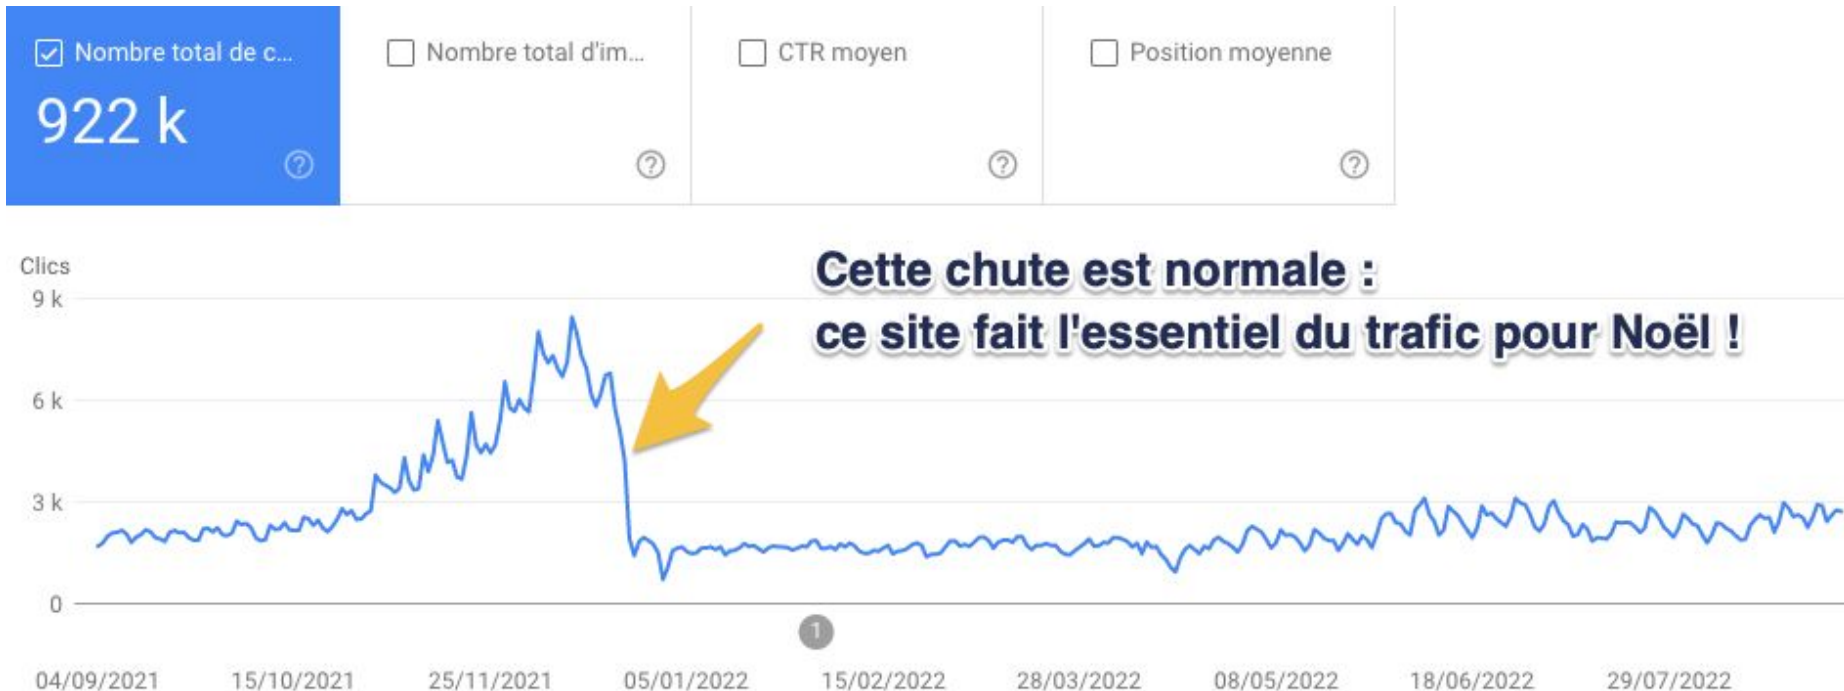 Nombre total de c...
922 k
?
Nombre total d'im...
?
CTR moyen
?
Position moyenne
?
Cette chute est normale :
ce site fait l'essentiel du trafic pour Noël !
Clics
9 k
6 k
3 k
0
1
04/09/2021
15/10/2021
25/11/2021
05/01/2022
15/02/2022
28/03/2022
08/05/2022
18/06/2022
29/07/2022